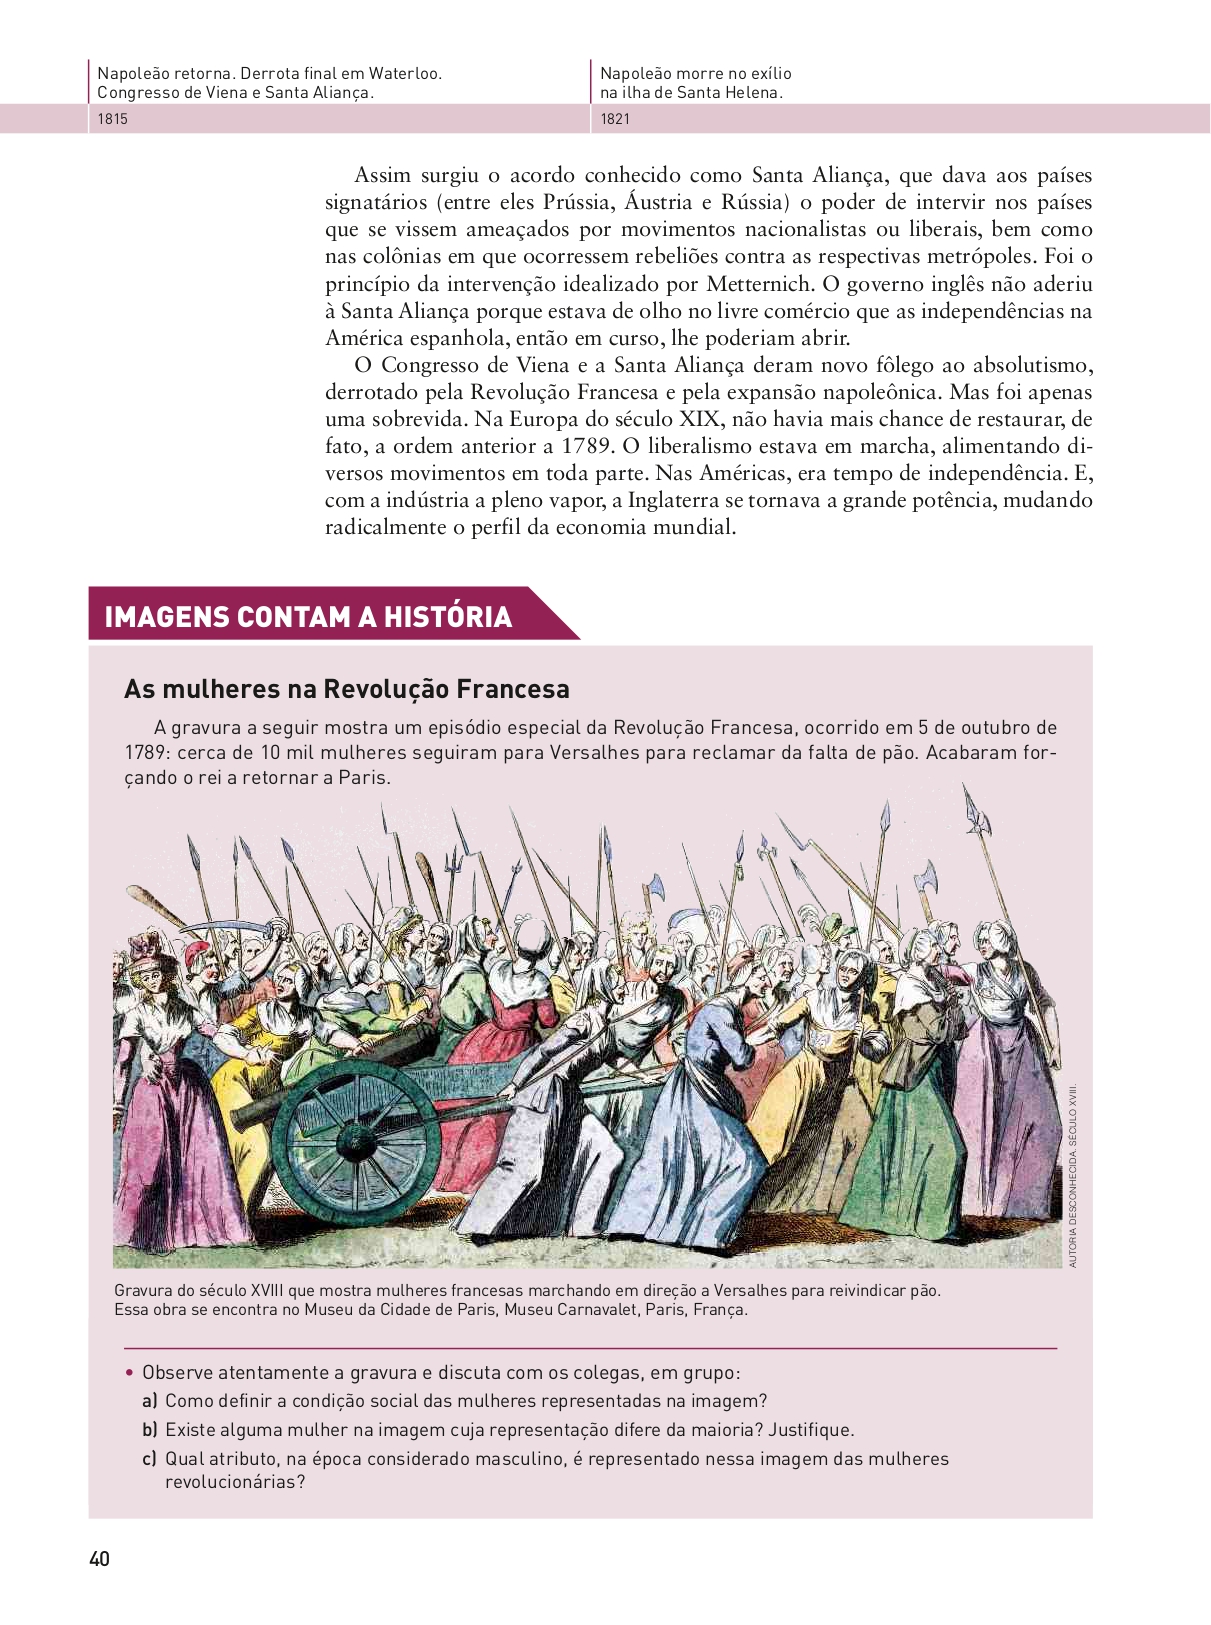 Napoleão retorna. Derrota final em Waterloo.
Congresso de Viena e Santa Aliança.
1815
Napoleão morre no exílio
na ilha de Santa Helena.
1821
Assim surgiu o acordo conhecido como Santa Aliança, que dava aos países
signatários (entre eles Prússia, Áustria e Rússia) o poder de intervir nos países
que se vissem ameaçados por movimentos nacionalistas ou liberais, bem como
nas colônias em que ocorressem rebeliões contra as respectivas metrópoles. Foi o
princípio da intervenção idealizado por Metternich. O governo inglês não aderiu
à Santa Aliança porque estava de olho no livre comércio que as independências na
América espanhola, então em curso, lhe poderiam abrir.
O Congresso de Viena e a Santa Aliança deram novo fôlego ao absolutismo,
derrotado pela Revolução Francesa e pela expansão napoleônica. Mas foi apenas
uma sobrevida. Na Europa do século XIX, não havia mais chance de restaurar, de
fato, a ordem anterior a 1789. O liberalismo estava em marcha, alimentando di-
versos movimentos em toda parte. Nas Américas, era tempo de independência. E,
com a indústria a pleno vapor, a Inglaterra se tornava a grande potência, mudando
radicalmente o perfil da economia mundial.
IMAGENS CONTAM A HISTÓRIA
As mulheres na Revolução Francesa
A gravura a seguir mostra um episódio especial da Revolução Francesa, ocorrido em 5 de outubro de
1789: cerca de 10 mil mulheres seguiram para Versalhes para reclamar da falta de pão. Acabaram for-
çando o rei a retornar a Paris.
AUTORIA DESCONHECIDA. SÉCULO XVIII.
Gravura do século XVIII que mostra mulheres francesas marchando em direção a Versalhes para reivindicar pão.
Essa obra se encontra no Museu da Cidade de Paris, Museu Carnavalet, Paris, França.
• Observe atentamente a gravura e discuta com os colegas, em grupo:
a) Como definir a condição social das mulheres representadas na imagem?
b) Existe alguma mulher na imagem cuja representação difere da maioria? Justifique.
c) Qual atributo, na época considerado masculino, é representado nessa imagem das mulheres
revolucionárias?
40